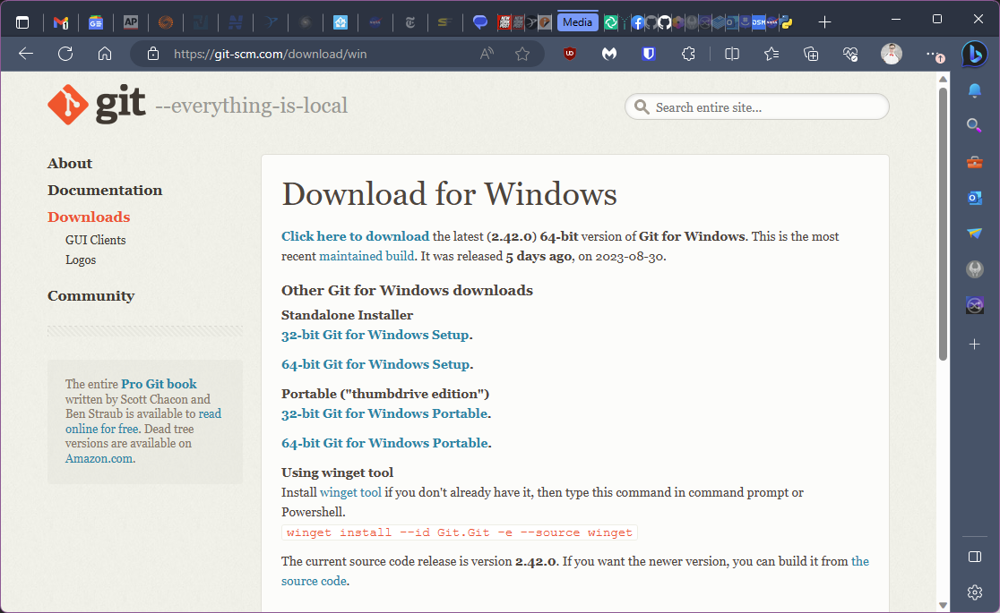 Media
https://git-scm.com/download/win
git --everything-is-local
Search entire site...
About
Documentation
Downloads
GUI Clients
Logos
Community
The entire Pro Git book
written by Scott Chacon and
Ben Straub is available to read
online for free. Dead tree
versions are available on
Amazon.com.
Download for Windows
Click here to download the latest (2.42.0) 64-bit version of Git for Windows. This is the most
recent maintained build. It was released 5 days ago, on 2023-08-30.
Other Git for Windows downloads
Standalone Installer
32-bit Git for Windows Setup.
64-bit Git for Windows Setup.
Portable ("thumbdrive edition")
32-bit Git for Windows Portable.
64-bit Git for Windows Portable.
Using winget tool
Install winget tool if you don't already have it, then type this command in command prompt or
Powershell.
winget install --id Git.Git -e --source winget
The current source code release is version 2.42.0. If you want the newer version, you can build it from the
source code.